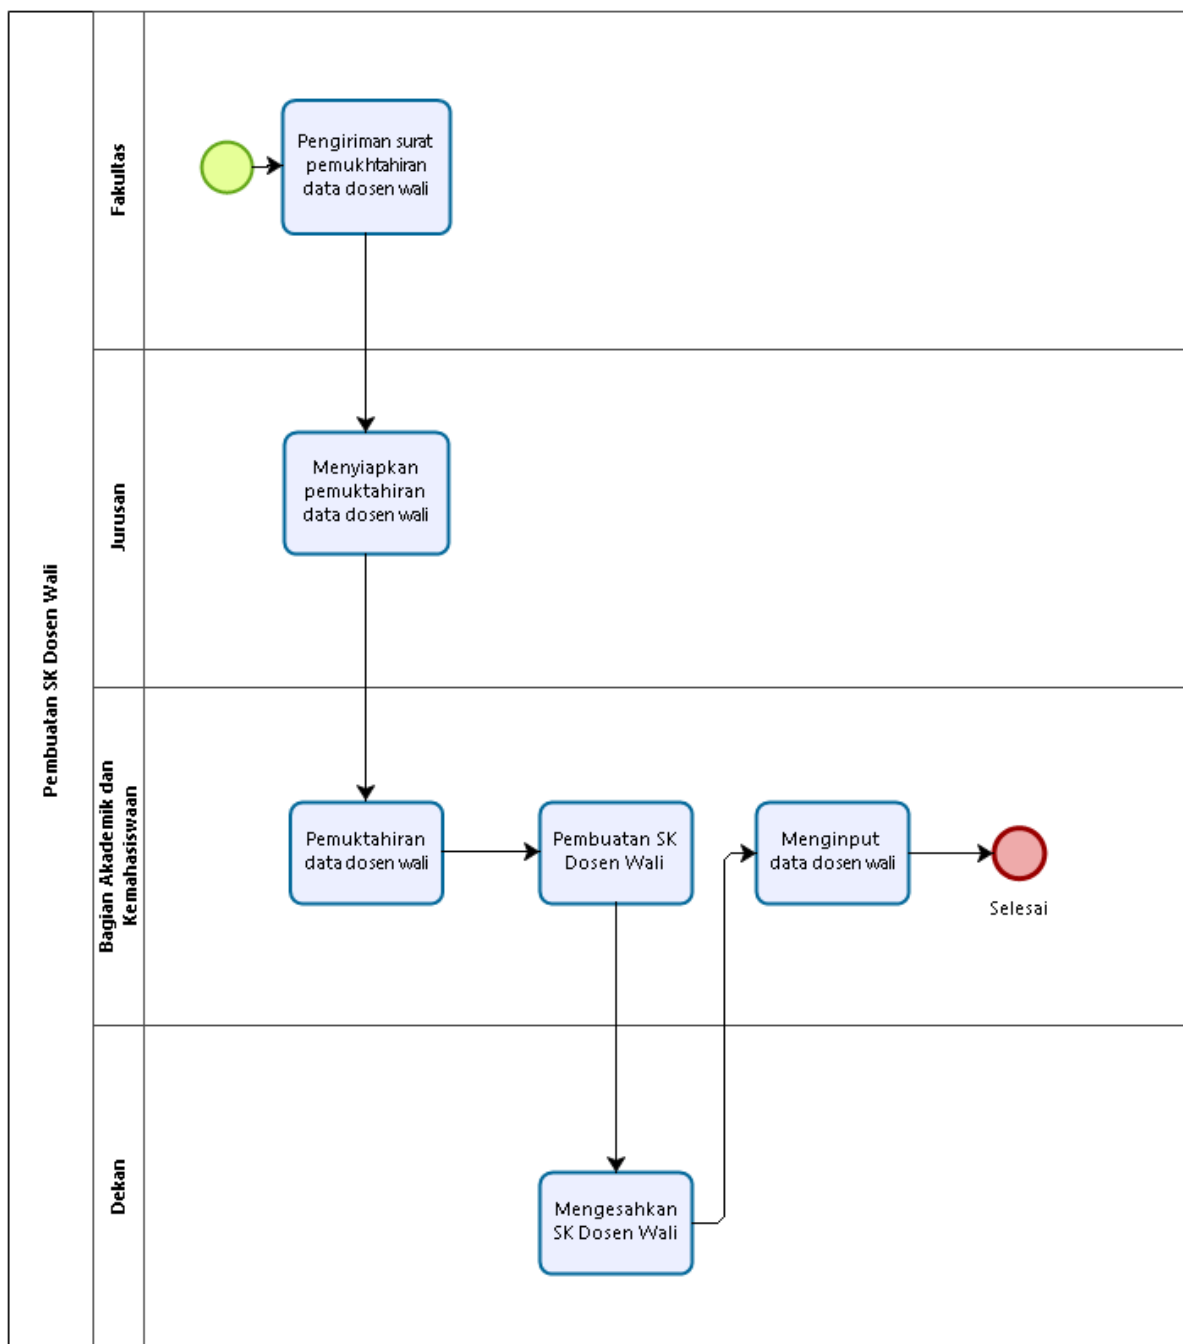 Pembuatan SK Dosen Wali
Fakultas
Pengiriman surat
pemukhtahiran
data dosen wali
Jurusan
Menyiapkan
pemuktahiran
data dosen wali
Bagian Akademik dan
Kemahasiswaan
Pemuktahiran
data dosen wali
Pembuatan SK
Dosen Wali
Menginput
data dosen wali
Selesai
Dekan
Mengesahkan
SK Dosen Wali